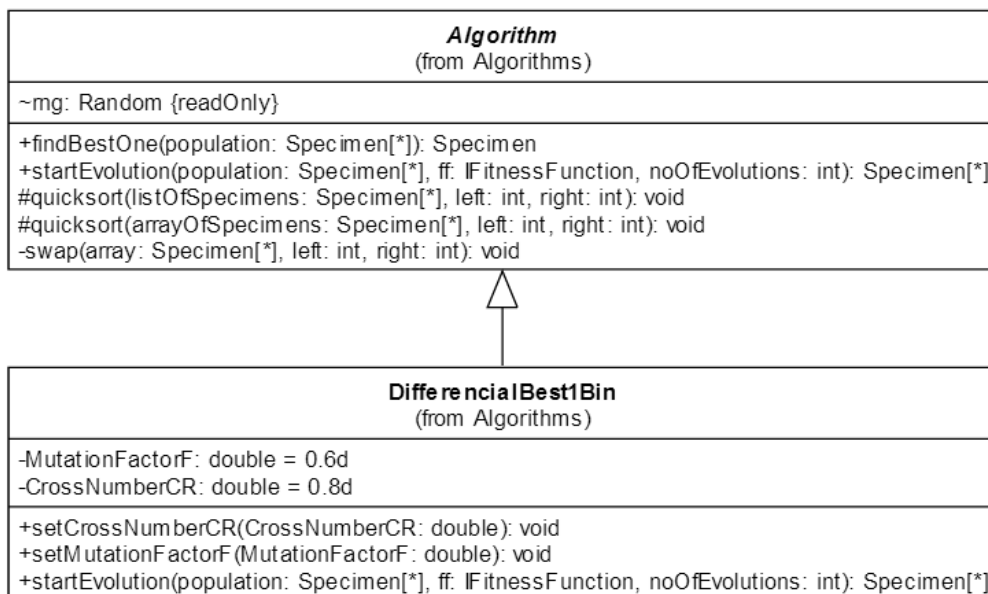 Algorithm
(from Algorithms)
~rng: Random {readOnly}
+findBestOne(population: Specimen[*]): Specimen
+startEvolution(population: Specimen[*], ff: IFitnessFunction, noOfEvolutions: int): Specimen[*]
#quicksort(listOfSpecimens: Specimen[*], left: int, right: int): void
#quicksort(arrayOfSpecimens: Specimen[*], left: int, right: int): void
-swap(array: Specimen[*], left: int, right: int): void
DifferencialBest1Bin
(from Algorithms)
-MutationFactorF: double = 0.6d
-CrossNumberCR: double = 0.8d
+setCrossNumberCR(CrossNumberCR: double): void
+setMutationFactorF(MutationFactorF: double): void
+startEvolution(population: Specimen[*], ff: IFitnessFunction, noOfEvolutions: int): Specimen[*]